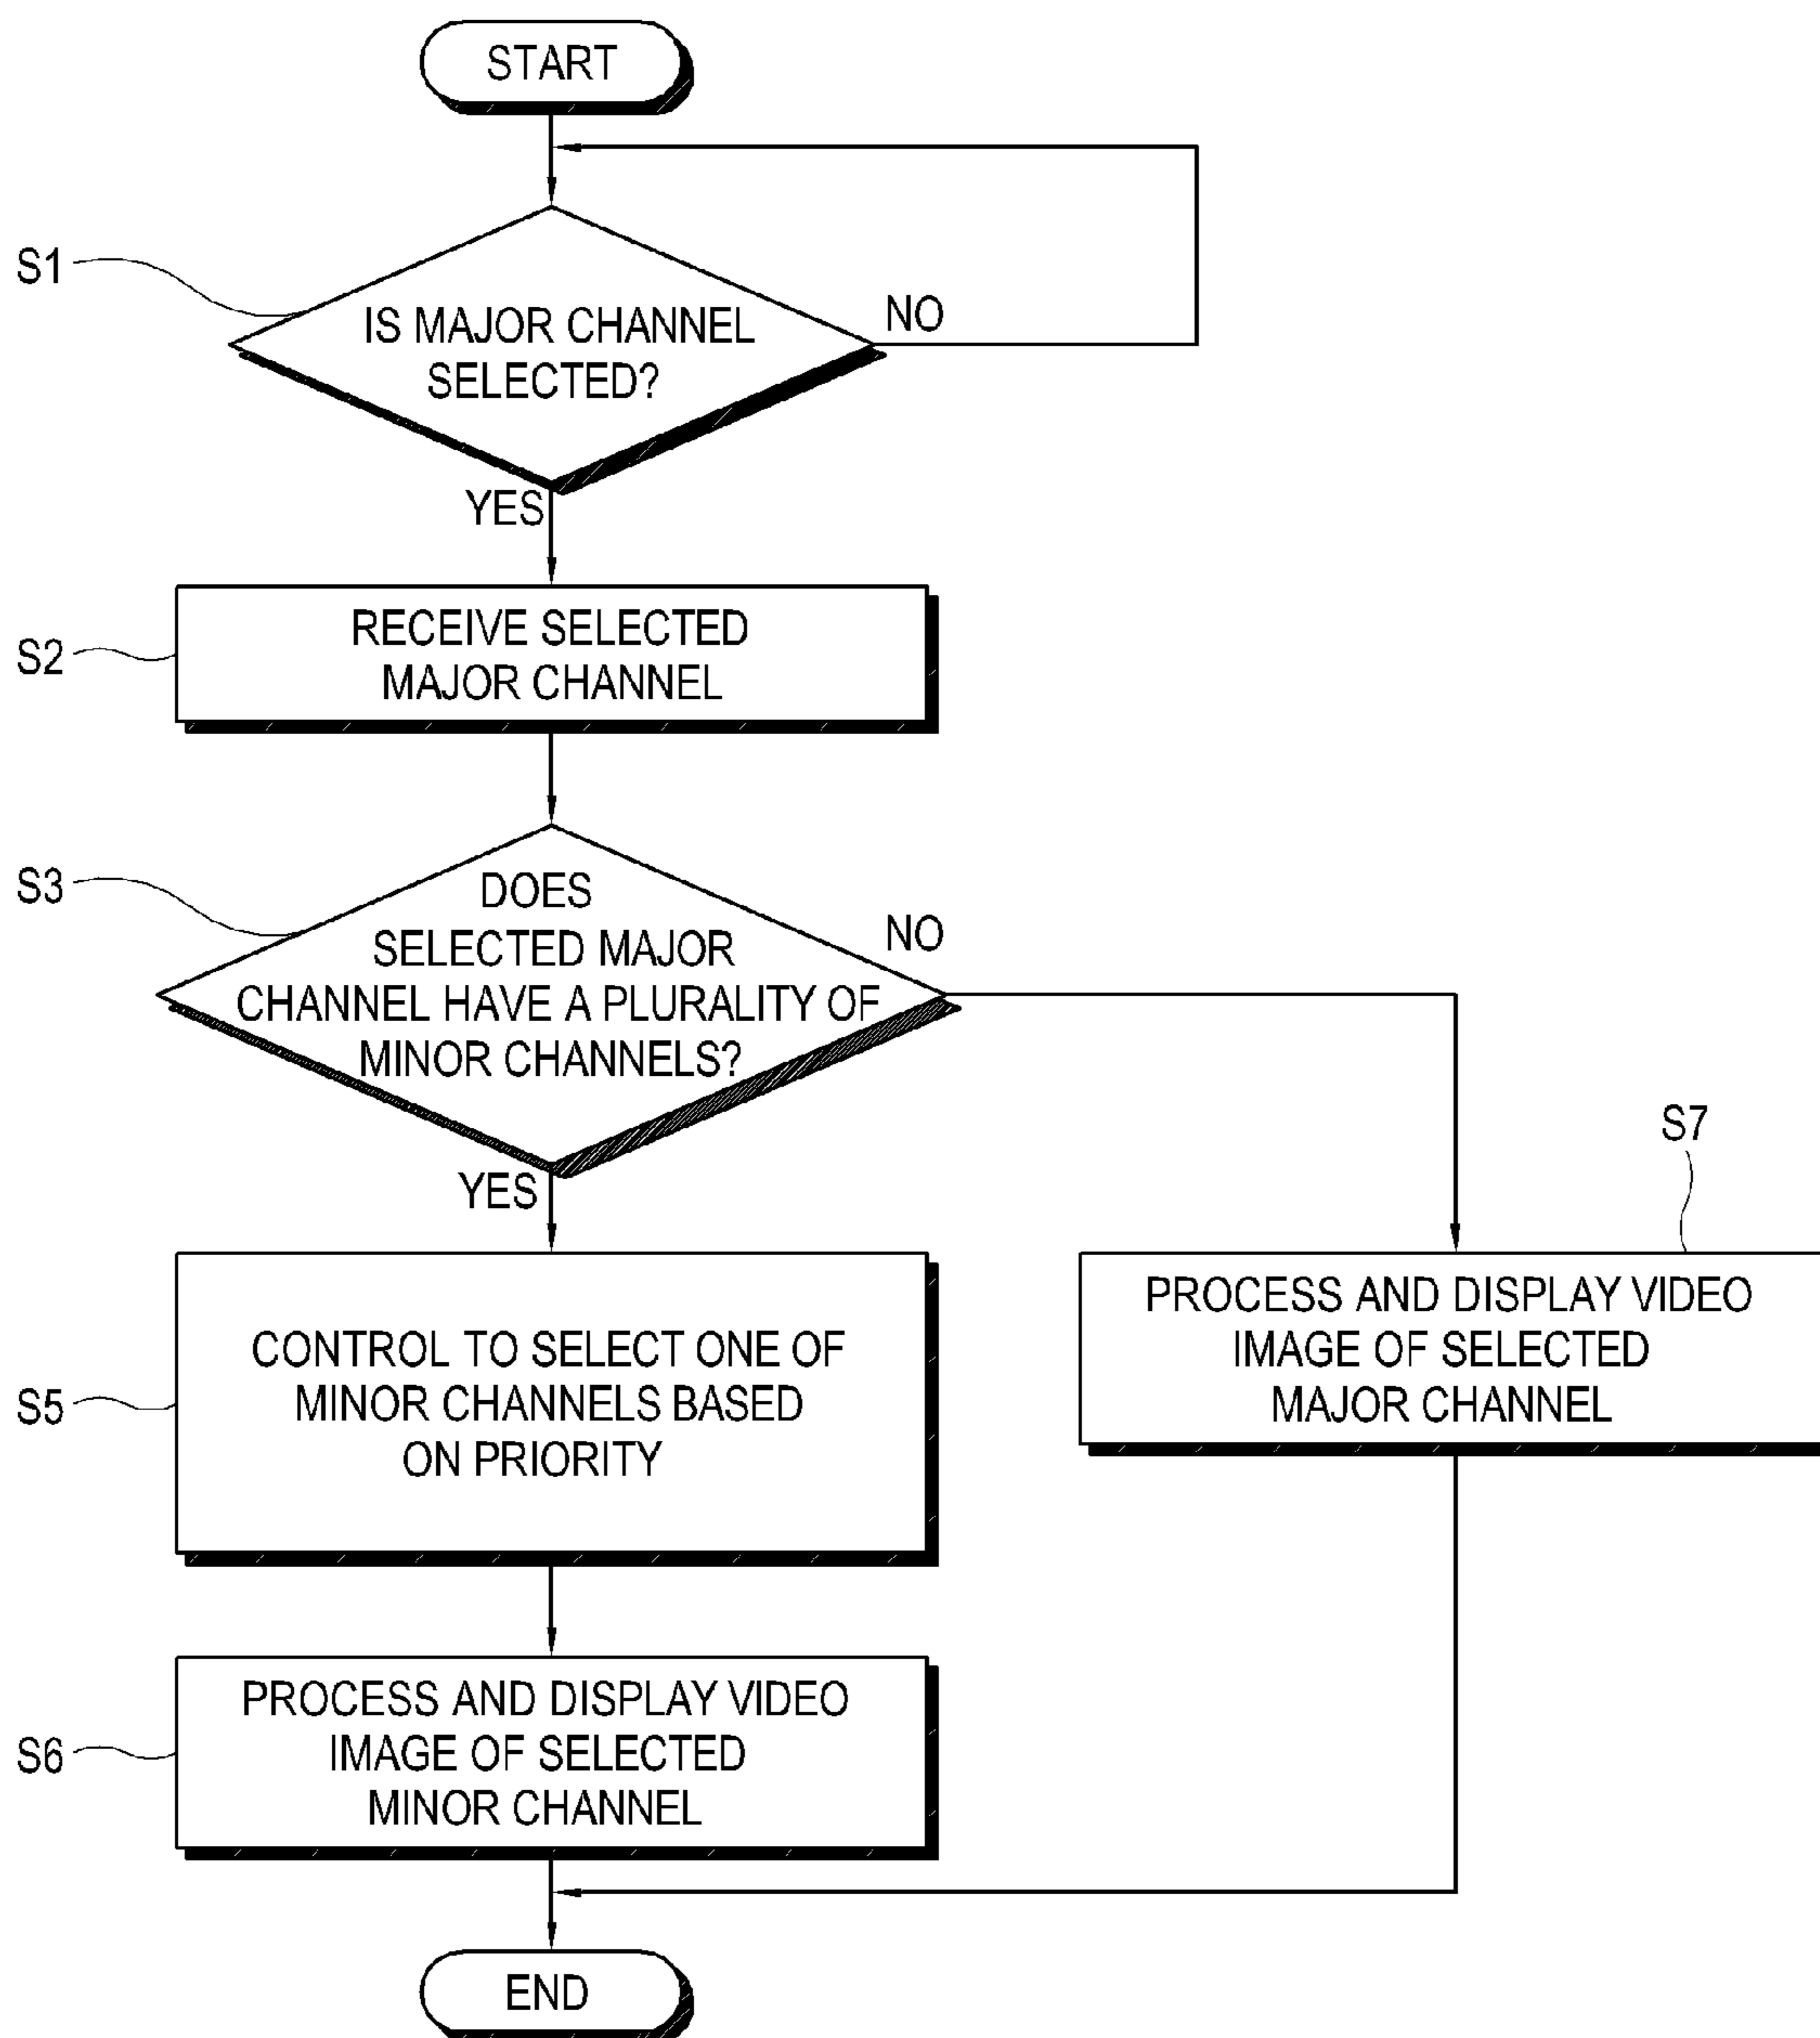 START
S1
IS MAJOR CHANNEL
SELECTED?
NO
YES
S2
RECEIVE SELECTED
MAJOR CHANNEL
S3
DOES
SELECTED MAJOR
CHANNEL HAVE A PLURALITY OF
MINOR CHANNELS?
NO
YES
S5
CONTROL TO SELECT ONE OF
MINOR CHANNELS BASED
ON PRIORITY
S7
PROCESS AND DISPLAY VIDEO
IMAGE OF SELECTED
MAJOR CHANNEL
S6
PROCESS AND DISPLAY VIDEO
IMAGE OF SELECTED
MINOR CHANNEL
END